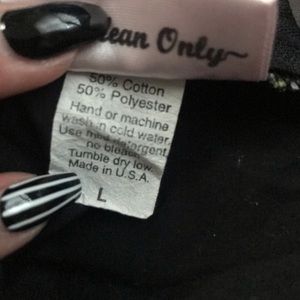 lean Only
50% Cotton
50% Polyester
Hand or machine
wash in cold water
Use mild detergent
no bleach
Tumble dry low.
Made in U.S.A.
L